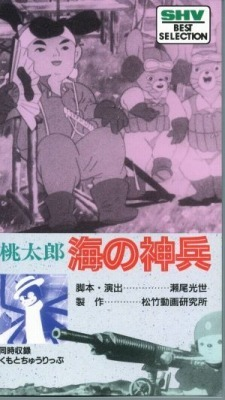 SHV
BEST
SELECTION
桃太郎 海の神兵
脚本・演出……………瀬尾光世
製　作…………松竹動画研究所
同時収録
くもとちゅうりっぷ